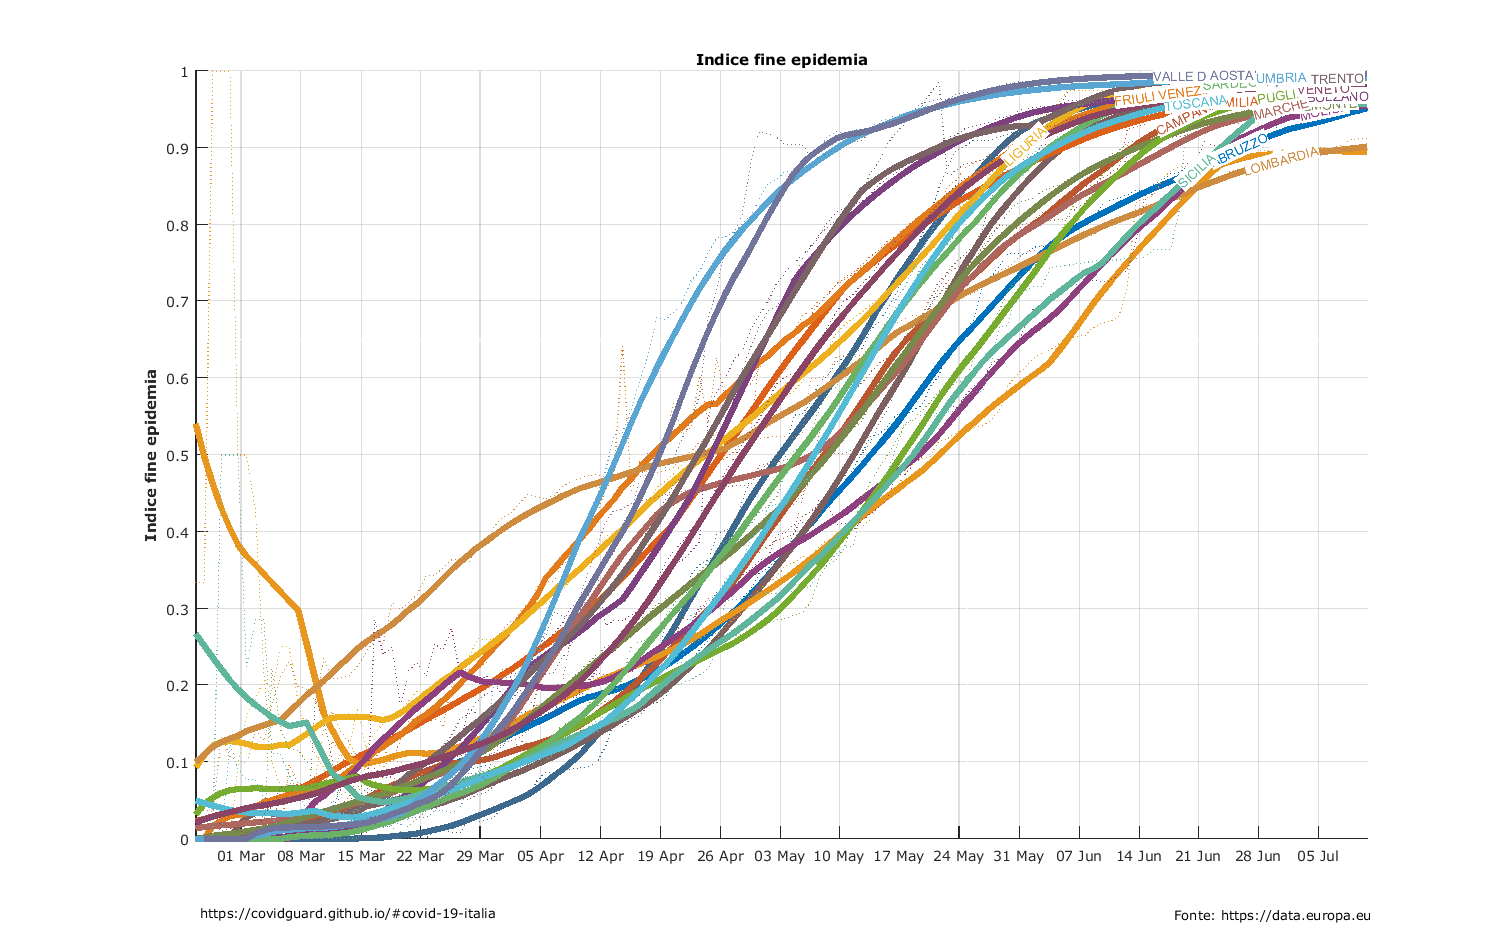 Indice fine epidemia
Indice fine epidemia
1
0.9
0.8
0.7
0.6
0.5
0.4
0.3
0.2
0.1
0
VALLE D AOSTA
UMBRIA
TRENTO
FRIULI VENEZ
TOSCANA
MILIA
PUGLI
MARCHE
VENETO
CAMPAN
LIGURIA
SICILIA
BRUZZO
LOMBARDIA
01 Mar 08 Mar 15 Mar 22 Mar 29 Mar 05 Apr 12 Apr 19 Apr 26 Apr 03 May 10 May 17 May 24 May 31 May 07 Jun 14 Jun 21 Jun 28 Jun 05 Jul
https://covidguard.github.io/#covid-19-italia
Fonte: https://data.europa.eu